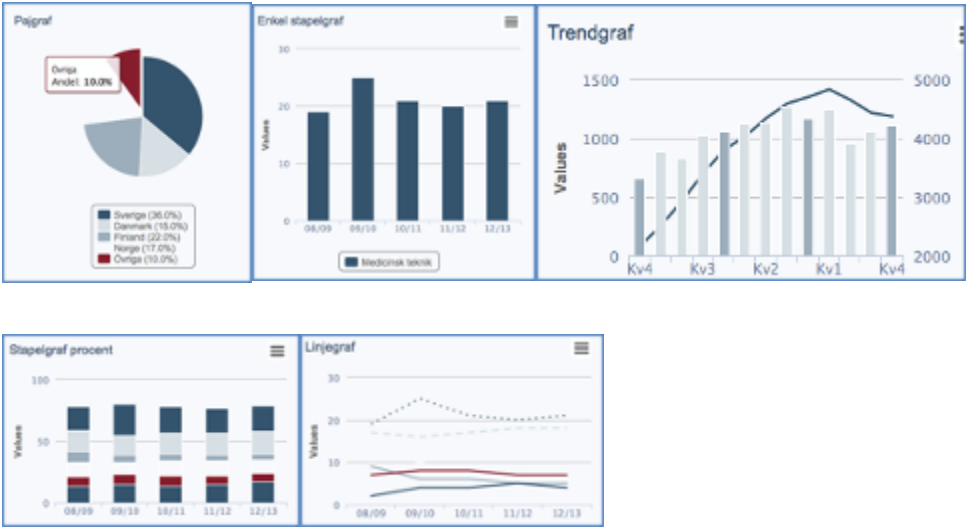 Pajgraf
Övriga
Andel: 10.0%
Sverige (36.0%)
Danmark (15.0%)
Finland (22.0%)
Norge (17.0%)
Övriga (10.0%)
Enkel stapelgraf
30
20
10
0
Values
08/09 09/10 10/11 11/12 12/13
Medicinsk teknik
Trendgraf
1500 5000
1000 4000
500 3000
0 2000
Values
Kv4 Kv3 Kv2 Kv1 Kv4
Stapelgraf procent
100
50
0
Values
08/09 09/10 10/11 11/12 12/13
Linjegraf
30
20
10
0
Values
08/09 09/10 10/11 11/12 12/13